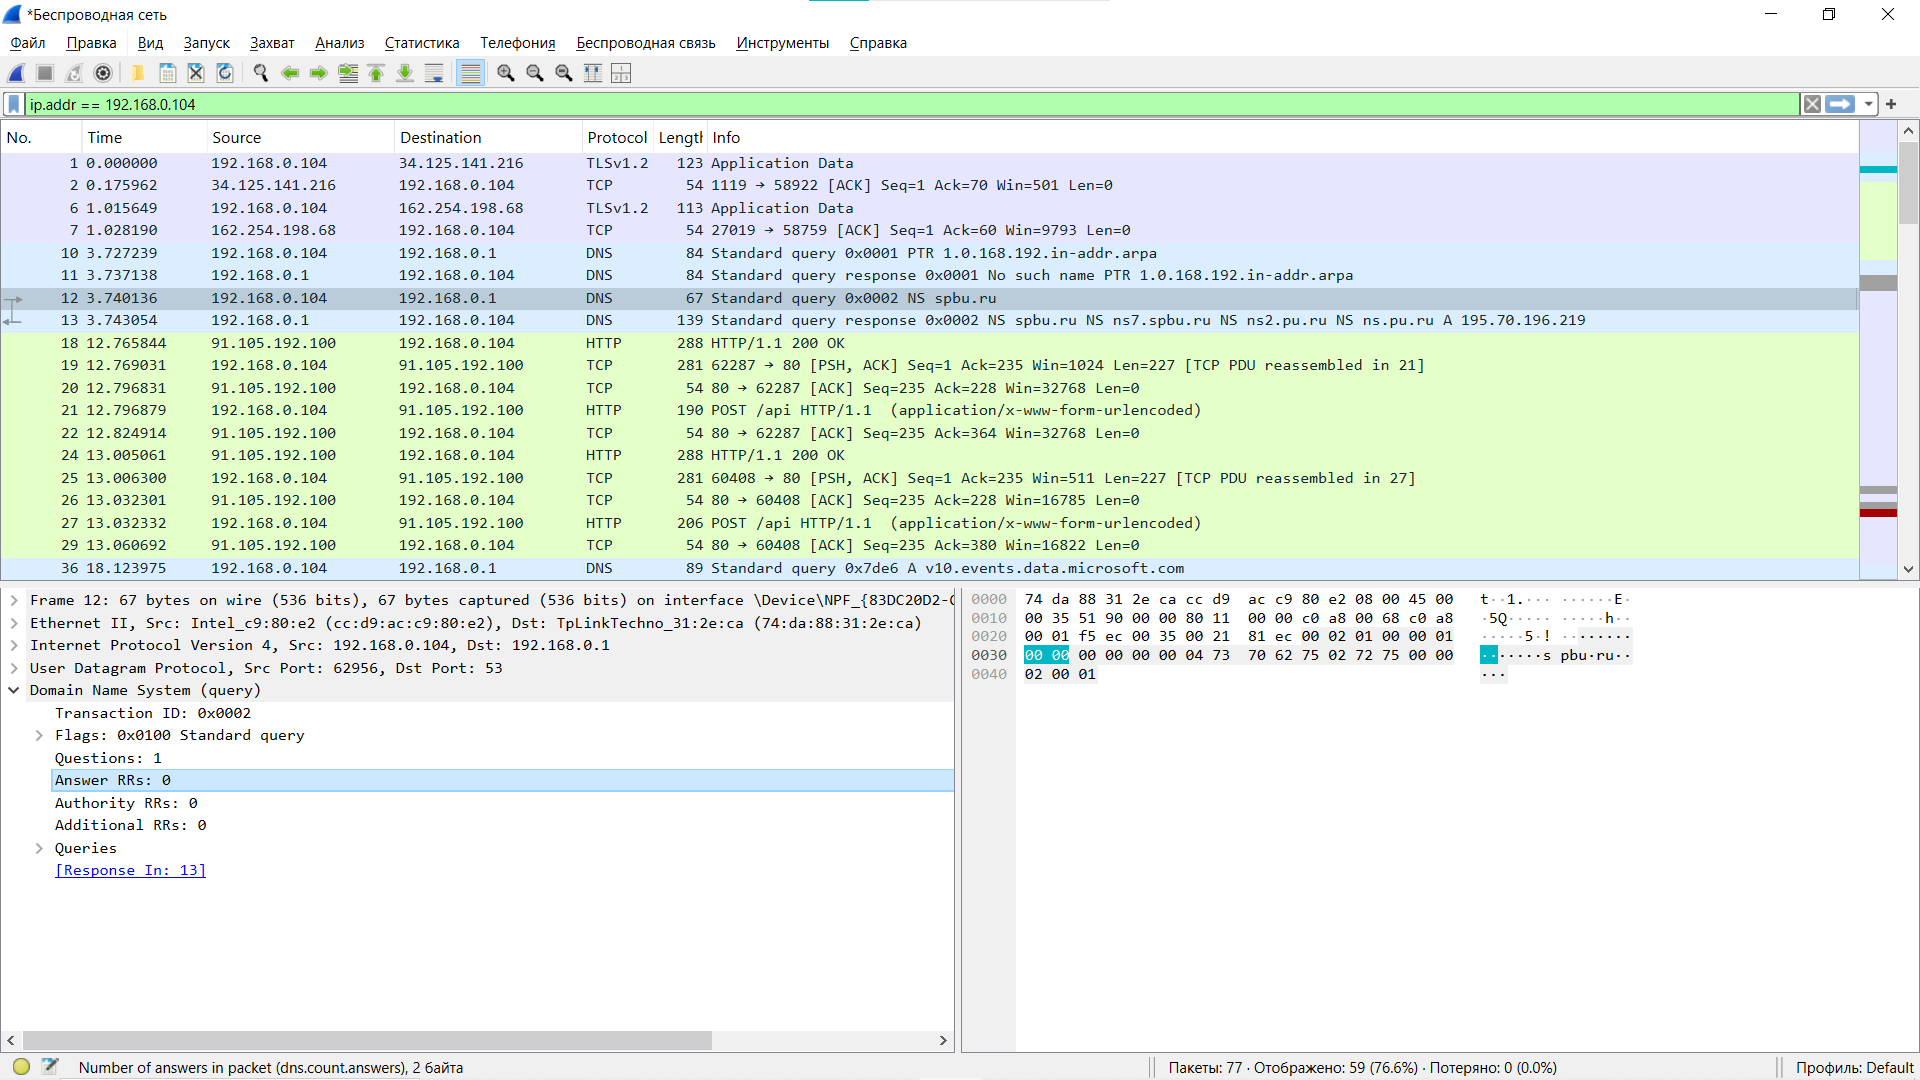 *Беспроводная сеть
Файл Правка Вид Запуск Захват Анализ Статистика Телефония Беспроводная связь Инструменты Справка
ip.addr == 192.168.0.104
No. Time Source Destination Protocol Length Info
1 0.000000 192.168.0.104 34.125.141.216 TLSv1.2 123 Application Data
2 0.175962 34.125.141.216 192.168.0.104 TCP 54 1119 → 58922 [ACK] Seq=1 Ack=70 Win=501 Len=0
6 1.015649 192.168.0.104 162.254.198.68 TLSv1.2 113 Application Data
7 1.028190 162.254.198.68 192.168.0.104 TCP 54 27019 → 58759 [ACK] Seq=1 Ack=60 Win=9793 Len=0
10 3.727239 192.168.0.104 192.168.0.1 DNS 84 Standard query 0x0001 PTR 1.0.168.192.in-addr.arpa
11 3.737138 192.168.0.1 192.168.0.104 DNS 84 Standard query response 0x0001 No such name PTR 1.0.168.192.in-addr.arpa
12 3.740136 192.168.0.104 192.168.0.1 DNS 67 Standard query 0x0002 NS spbu.ru
13 3.743054 192.168.0.1 192.168.0.104 DNS 139 Standard query response 0x0002 NS spbu.ru NS ns7.spbu.ru NS ns2.pu.ru NS ns.pu.ru A 195.70.196.219
18 12.765844 91.105.192.100 192.168.0.104 HTTP 288 HTTP/1.1 200 OK
19 12.769031 192.168.0.104 91.105.192.100 TCP 281 62287 → 80 [PSH, ACK] Seq=1 Ack=235 Win=1024 Len=227 [TCP PDU reassembled in 21]
20 12.796831 91.105.192.100 192.168.0.104 TCP 54 80 → 62287 [ACK] Seq=235 Ack=228 Win=32768 Len=0
21 12.796879 192.168.0.104 91.105.192.100 HTTP 190 POST /api HTTP/1.1 (application/x-www-form-urlencoded)
22 12.824914 91.105.192.100 192.168.0.104 TCP 54 80 → 62287 [ACK] Seq=235 Ack=364 Win=32768 Len=0
24 13.005061 91.105.192.100 192.168.0.104 HTTP 288 HTTP/1.1 200 OK
25 13.006300 192.168.0.104 91.105.192.100 TCP 281 60408 → 80 [PSH, ACK] Seq=1 Ack=235 Win=511 Len=227 [TCP PDU reassembled in 27]
26 13.032301 91.105.192.100 192.168.0.104 TCP 54 80 → 60408 [ACK] Seq=235 Ack=228 Win=16785 Len=0
27 13.032332 192.168.0.104 91.105.192.100 HTTP 206 POST /api HTTP/1.1 (application/x-www-form-urlencoded)
29 13.060692 91.105.192.100 192.168.0.104 TCP 54 80 → 60408 [ACK] Seq=235 Ack=380 Win=16822 Len=0
36 18.123975 192.168.0.104 192.168.0.1 DNS 89 Standard query 0x7de6 A v10.events.data.microsoft.com
Frame 12: 67 bytes on wire (536 bits), 67 bytes captured (536 bits) on interface \Device\NPF_{83DC20D2-
Ethernet II, Src: Intel_c9:80:e2 (cc:d9:ac:c9:80:e2), Dst: TpLinkTechno_31:2e:ca (74:da:88:31:2e:ca)
Internet Protocol Version 4, Src: 192.168.0.104, Dst: 192.168.0.1
User Datagram Protocol, Src Port: 62956, Dst Port: 53
Domain Name System (query)
Transaction ID: 0x0002
Flags: 0x0100 Standard query
Questions: 1
Answer RRs: 0
Authority RRs: 0
Additional RRs: 0
Queries
[Response In: 13]
0000 74 da 88 31 2e ca cc d9 ac c9 80 e2 08 00 45 00 t··1.··· ······E·
0010 00 35 51 90 00 00 80 11 00 00 c0 a8 00 68 c0 a8 ·5Q····· ·····h··
0020 00 01 f5 ec 00 35 00 21 81 ec 00 02 01 00 00 01 ·····5·! ········
0030 00 00 00 00 00 00 04 73 70 62 75 02 72 75 00 00 ·······s pbu·ru··
0040 02 00 01 ···
Number of answers in packet (dns.count.answers), 2 байта
Пакеты: 77 · Отображено: 59 (76.6%) · Потеряно: 0 (0.0%)
Профиль: Default